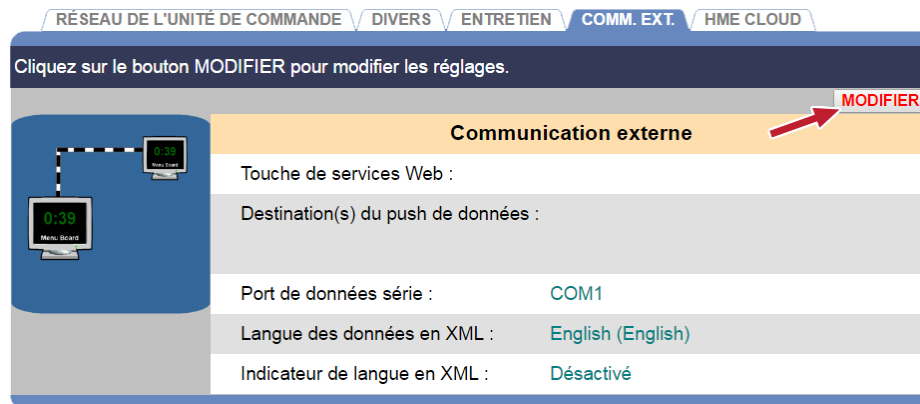 RÉSEAU DE L'UNITÉ DE COMMANDE DIVERS ENTRETIEN COMM. EXT. HME CLOUD
Cliquez sur le bouton MODIFIER pour modifier les réglages.
MODIFIER
Communication externe
0:39
Menu Board
0:39
Menu Board
Touche de services Web :
Destination(s) du push de données :
Port de données série : COM1
Langue des données en XML : English (English)
Indicateur de langue en XML : Désactivé